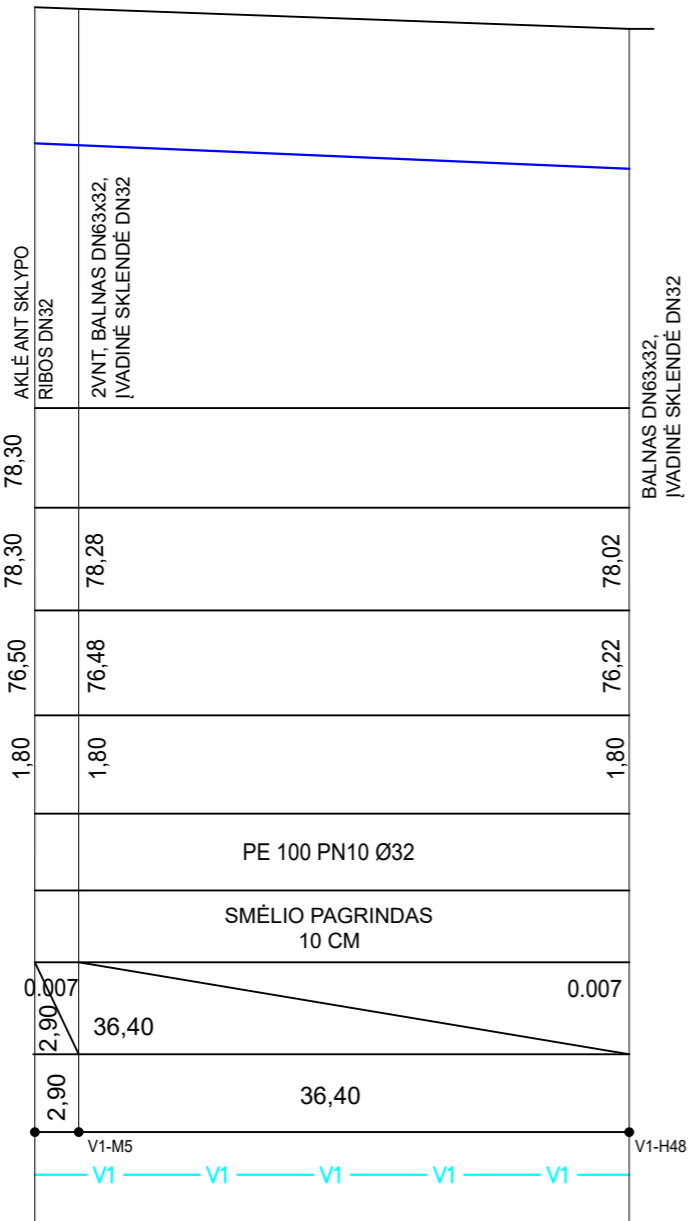 AKLĖ ANT SKLYPO
RIBOS DN32
2VNT, BALNAS DN63x32,
ĮVADINĖ SKLENDĖ DN32
BALNAS DN63x32,
ĮVADINĖ SKLENDĖ DN32
78,30
78,30
78,28
78,02
76,50
76,48
76,22
1,80
1,80
1,80
PE 100 PN10 Ø32
SMĖLIO PAGRINDAS
10 CM
0.007
2,90
36,40
0.007
2,90
36,40
V1-M5
V1-H48
V1
V1
V1
V1
V1